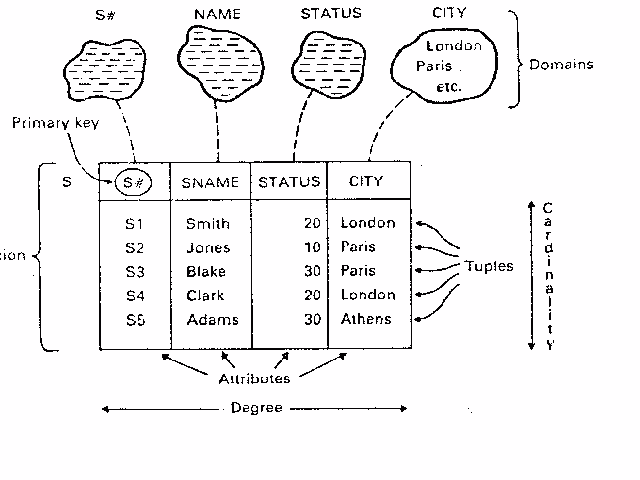 S# NAME STATUS CITY
London
Paris
etc.
Domains
Primary key
S S# SNAME STATUS CITY
S1 Smith 20 London
S2 Jones 10 Paris
S3 Blake 30 Paris
S4 Clark 20 London
S5 Adams 30 Athens
Tuples
Cardinality
Attributes
Degree